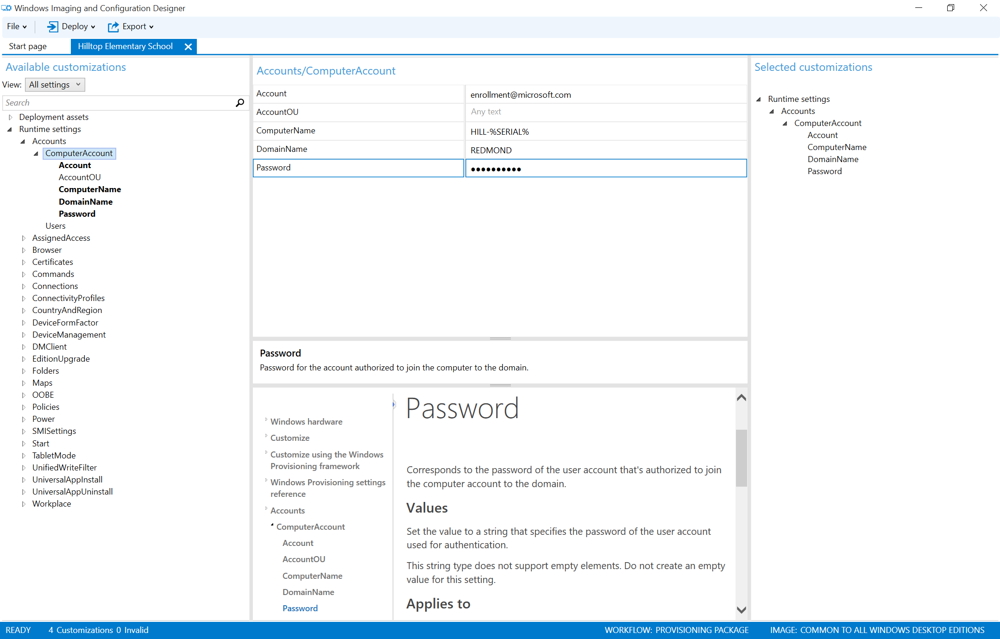 Windows Imaging and Configuration Designer
File
Deploy
Export
Start page
Hilltop Elementary School
Available customizations
View: All settings
Search
Deployment assets
Runtime settings
Accounts
ComputerAccount
Account
AccountOU
ComputerName
DomainName
Password
Users
AssignedAccess
Browser
Certificates
Commands
Connections
ConnectivityProfiles
CountryAndRegion
DeviceFormFactor
DeviceManagement
DMClient
EditionUpgrade
Folders
Maps
OOBE
Policies
Power
SMISettings
Start
TabletMode
UnifiedWriteFilter
UniversalAppInstall
UniversalAppUninstall
Workplace
Accounts/ComputerAccount
Account enrollment@microsoft.com
AccountOU Any text
ComputerName HILL-%SERIAL%
DomainName REDMOND
Password ●●●●●●●●●●
Password
Password for the account authorized to join the computer to the domain.
Windows hardware
Customize
Customize using the Windows
Provisioning framework
Windows Provisioning settings
reference
Accounts
ComputerAccount
Account
AccountOU
ComputerName
DomainName
Password
Password
Corresponds to the password of the user account that's authorized to join
the computer account to the domain.
Values
Set the value to a string that specifies the password of the user account
used for authentication.
This string type does not support empty elements. Do not create an empty
value for this setting.
Applies to
Selected customizations
Runtime settings
Accounts
ComputerAccount
Account
ComputerName
DomainName
Password
READY 4 Customizations 0 Invalid
WORKFLOW: PROVISIONING PACKAGE
IMAGE: COMMON TO ALL WINDOWS DESKTOP EDITIONS